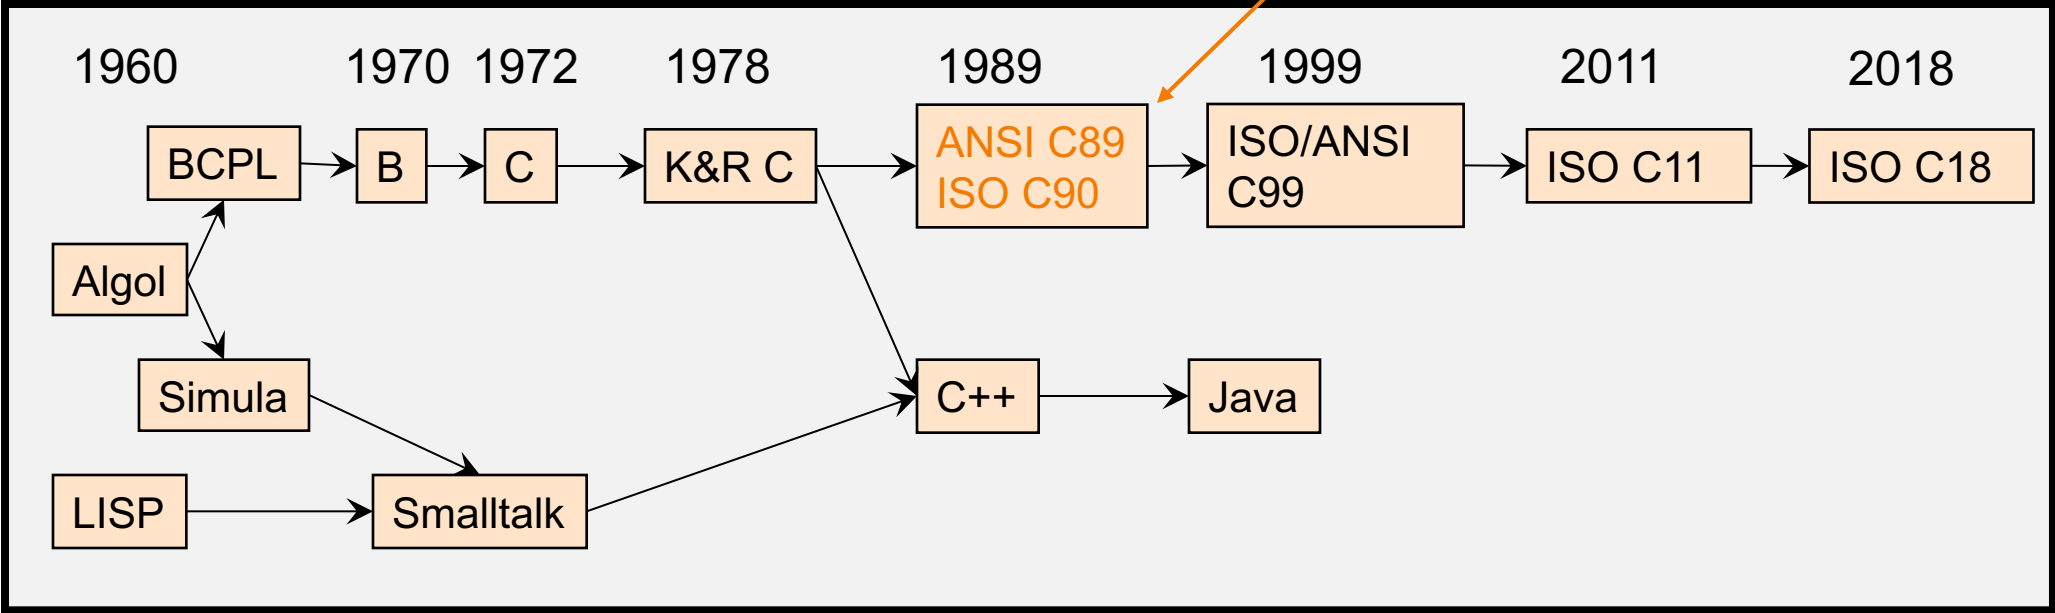 1960 1970 1972 1978 1989 1999 2011 2018
BCPL B C K&R C ANSI C89
ISO C90 ISO/ANSI
C99 ISO C11 ISO C18
Algol
Simula C++ Java
LISP Smalltalk